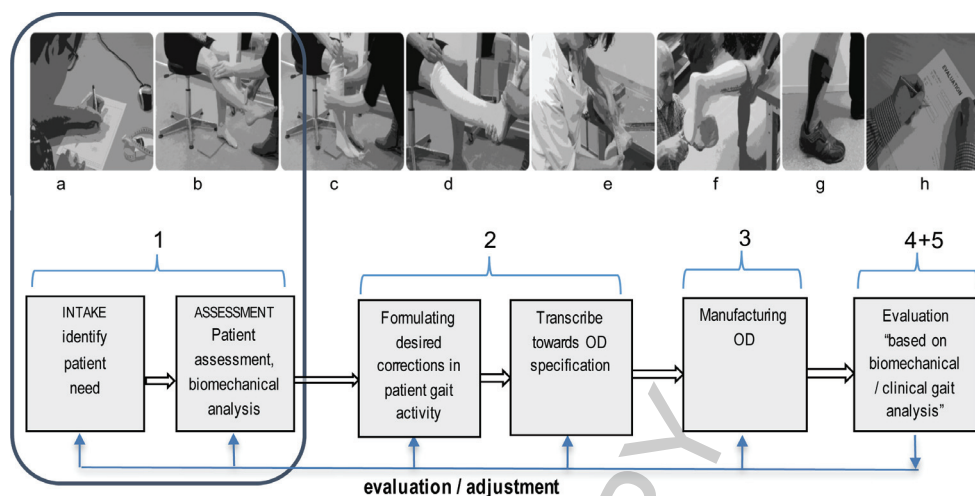 a b c d e f g h
EVALUATION
1 2 3 4+5
INTAKE
identify
patient
need
ASSESSMENT
Patient
assessment,
biomechanical
analysis
Formulating
desired
corrections in
patient gait
activity
Transcribe
towards OD
specification
Manufacturing
OD
Evaluation
“based on
biomechanical
/ clinical gait
analysis”
evaluation / adjustment